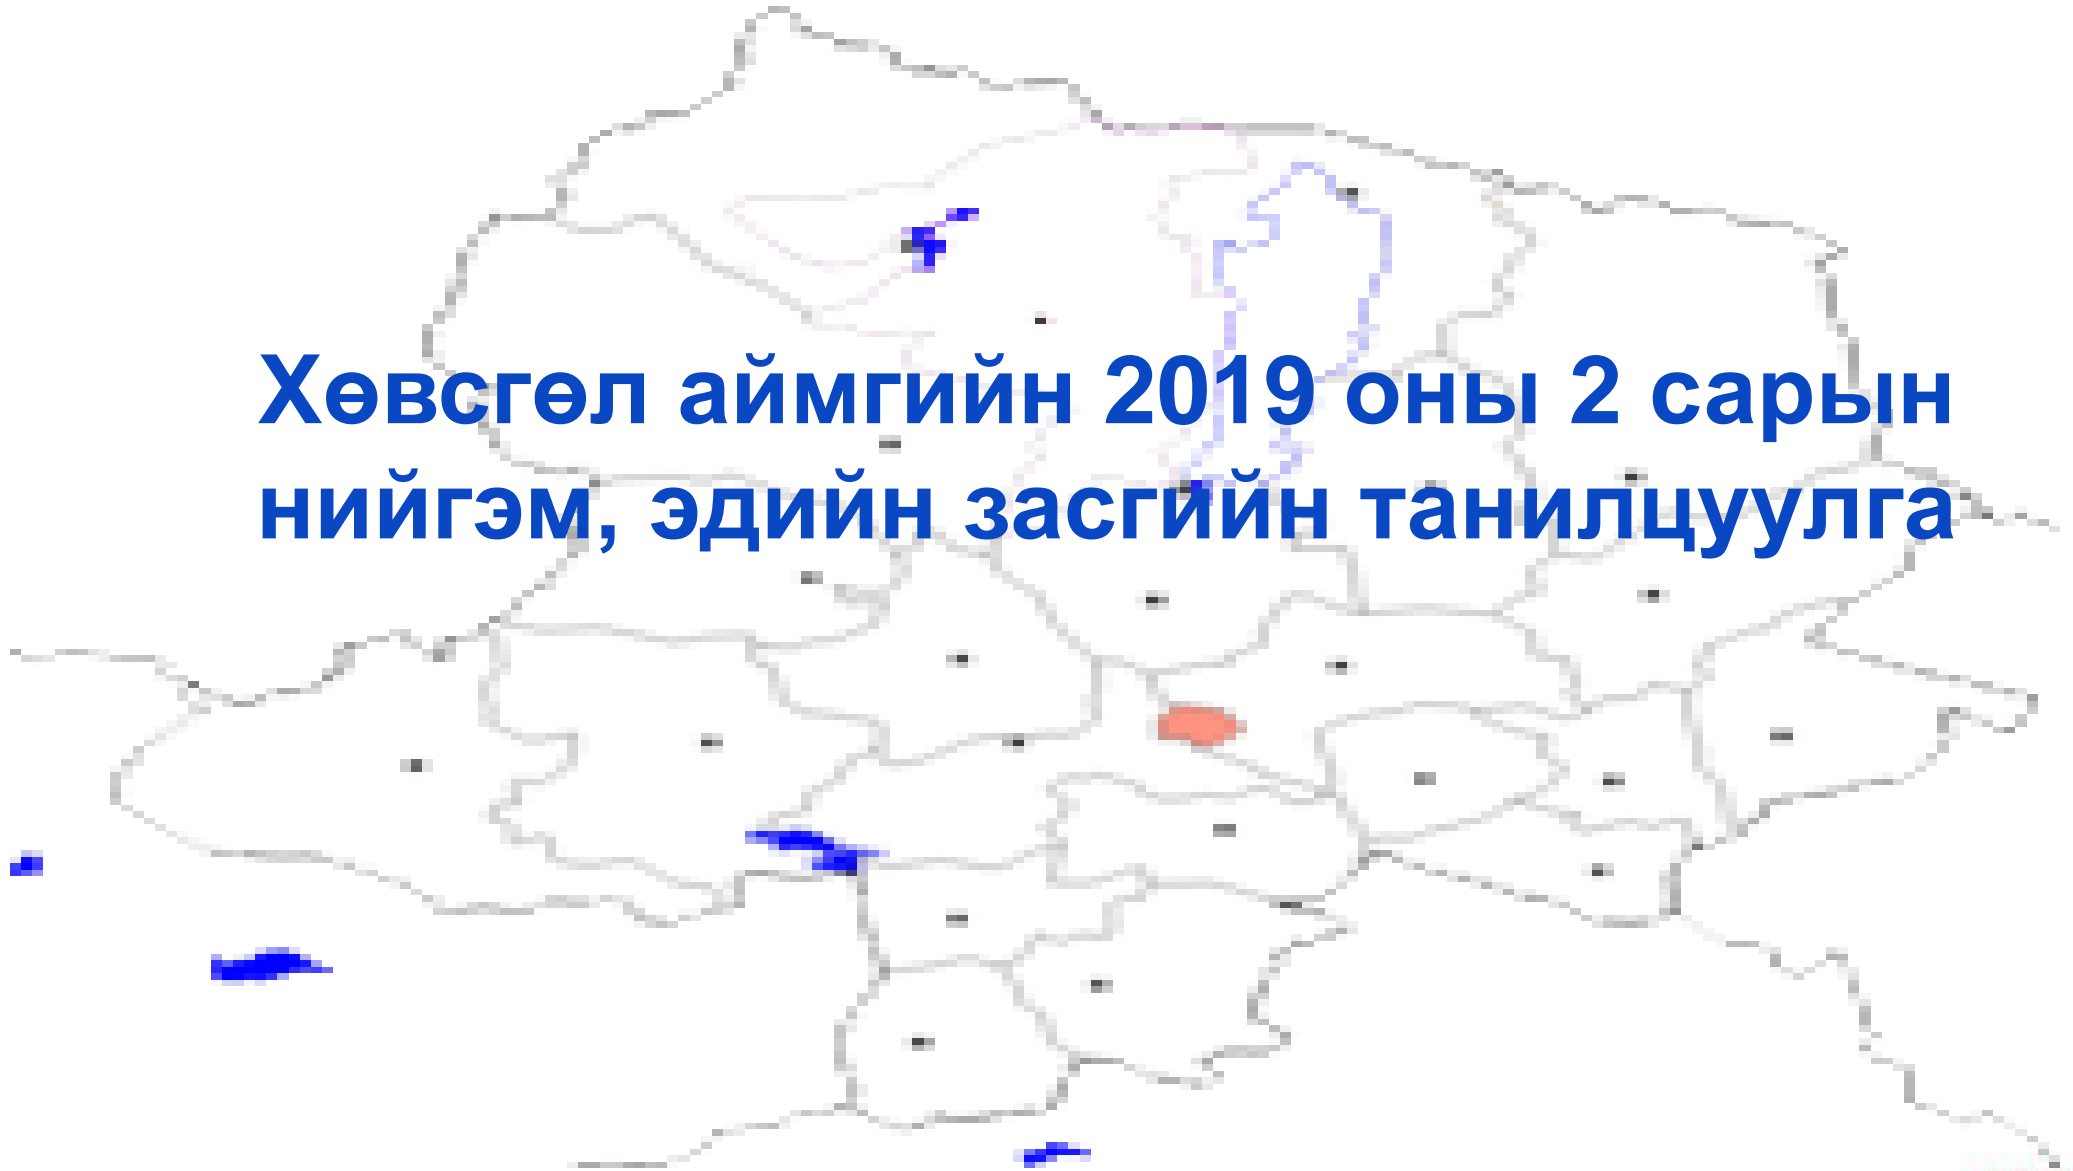 Хөвсгөл аймгийн 2019 оны 2 сарын
нийгэм, эдийн засгийн танилцуулга